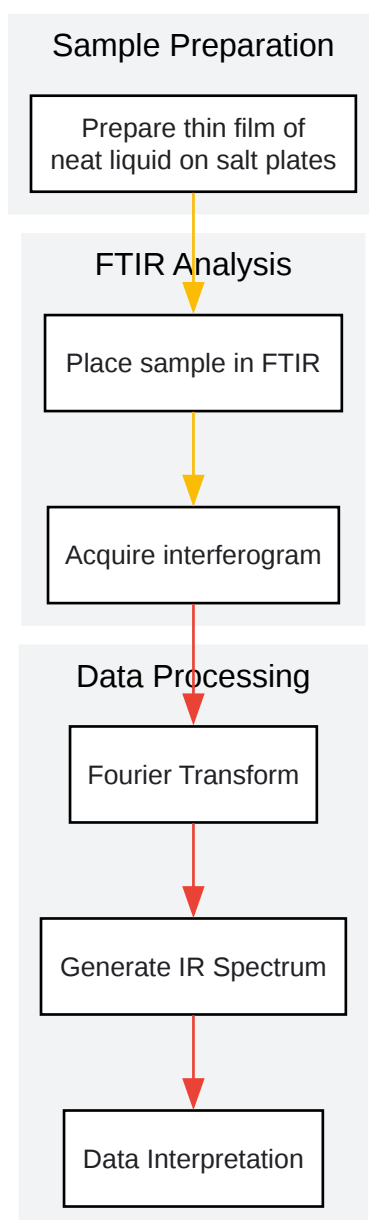 Sample Preparation
Prepare thin film of
neat liquid on salt plates
FTIR Analysis
Place sample in FTIR
Acquire interferogram
Data Processing
Fourier Transform
Generate IR Spectrum
Data Interpretation